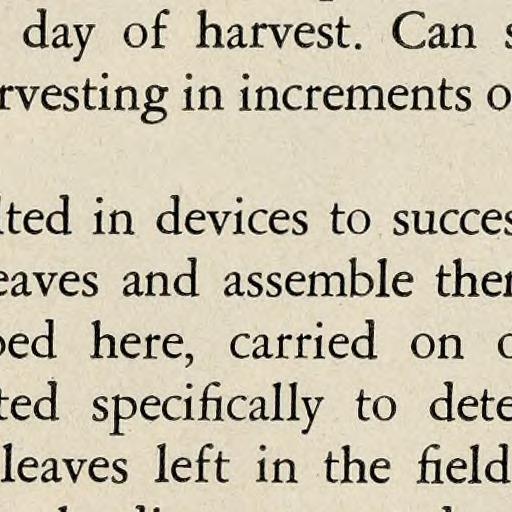 day of harvest. Can s
rvesting in increments o
lted in devices to succes
eaves and assemble ther
bed here, carried on o
ted specifically to dete
leaves left in the field